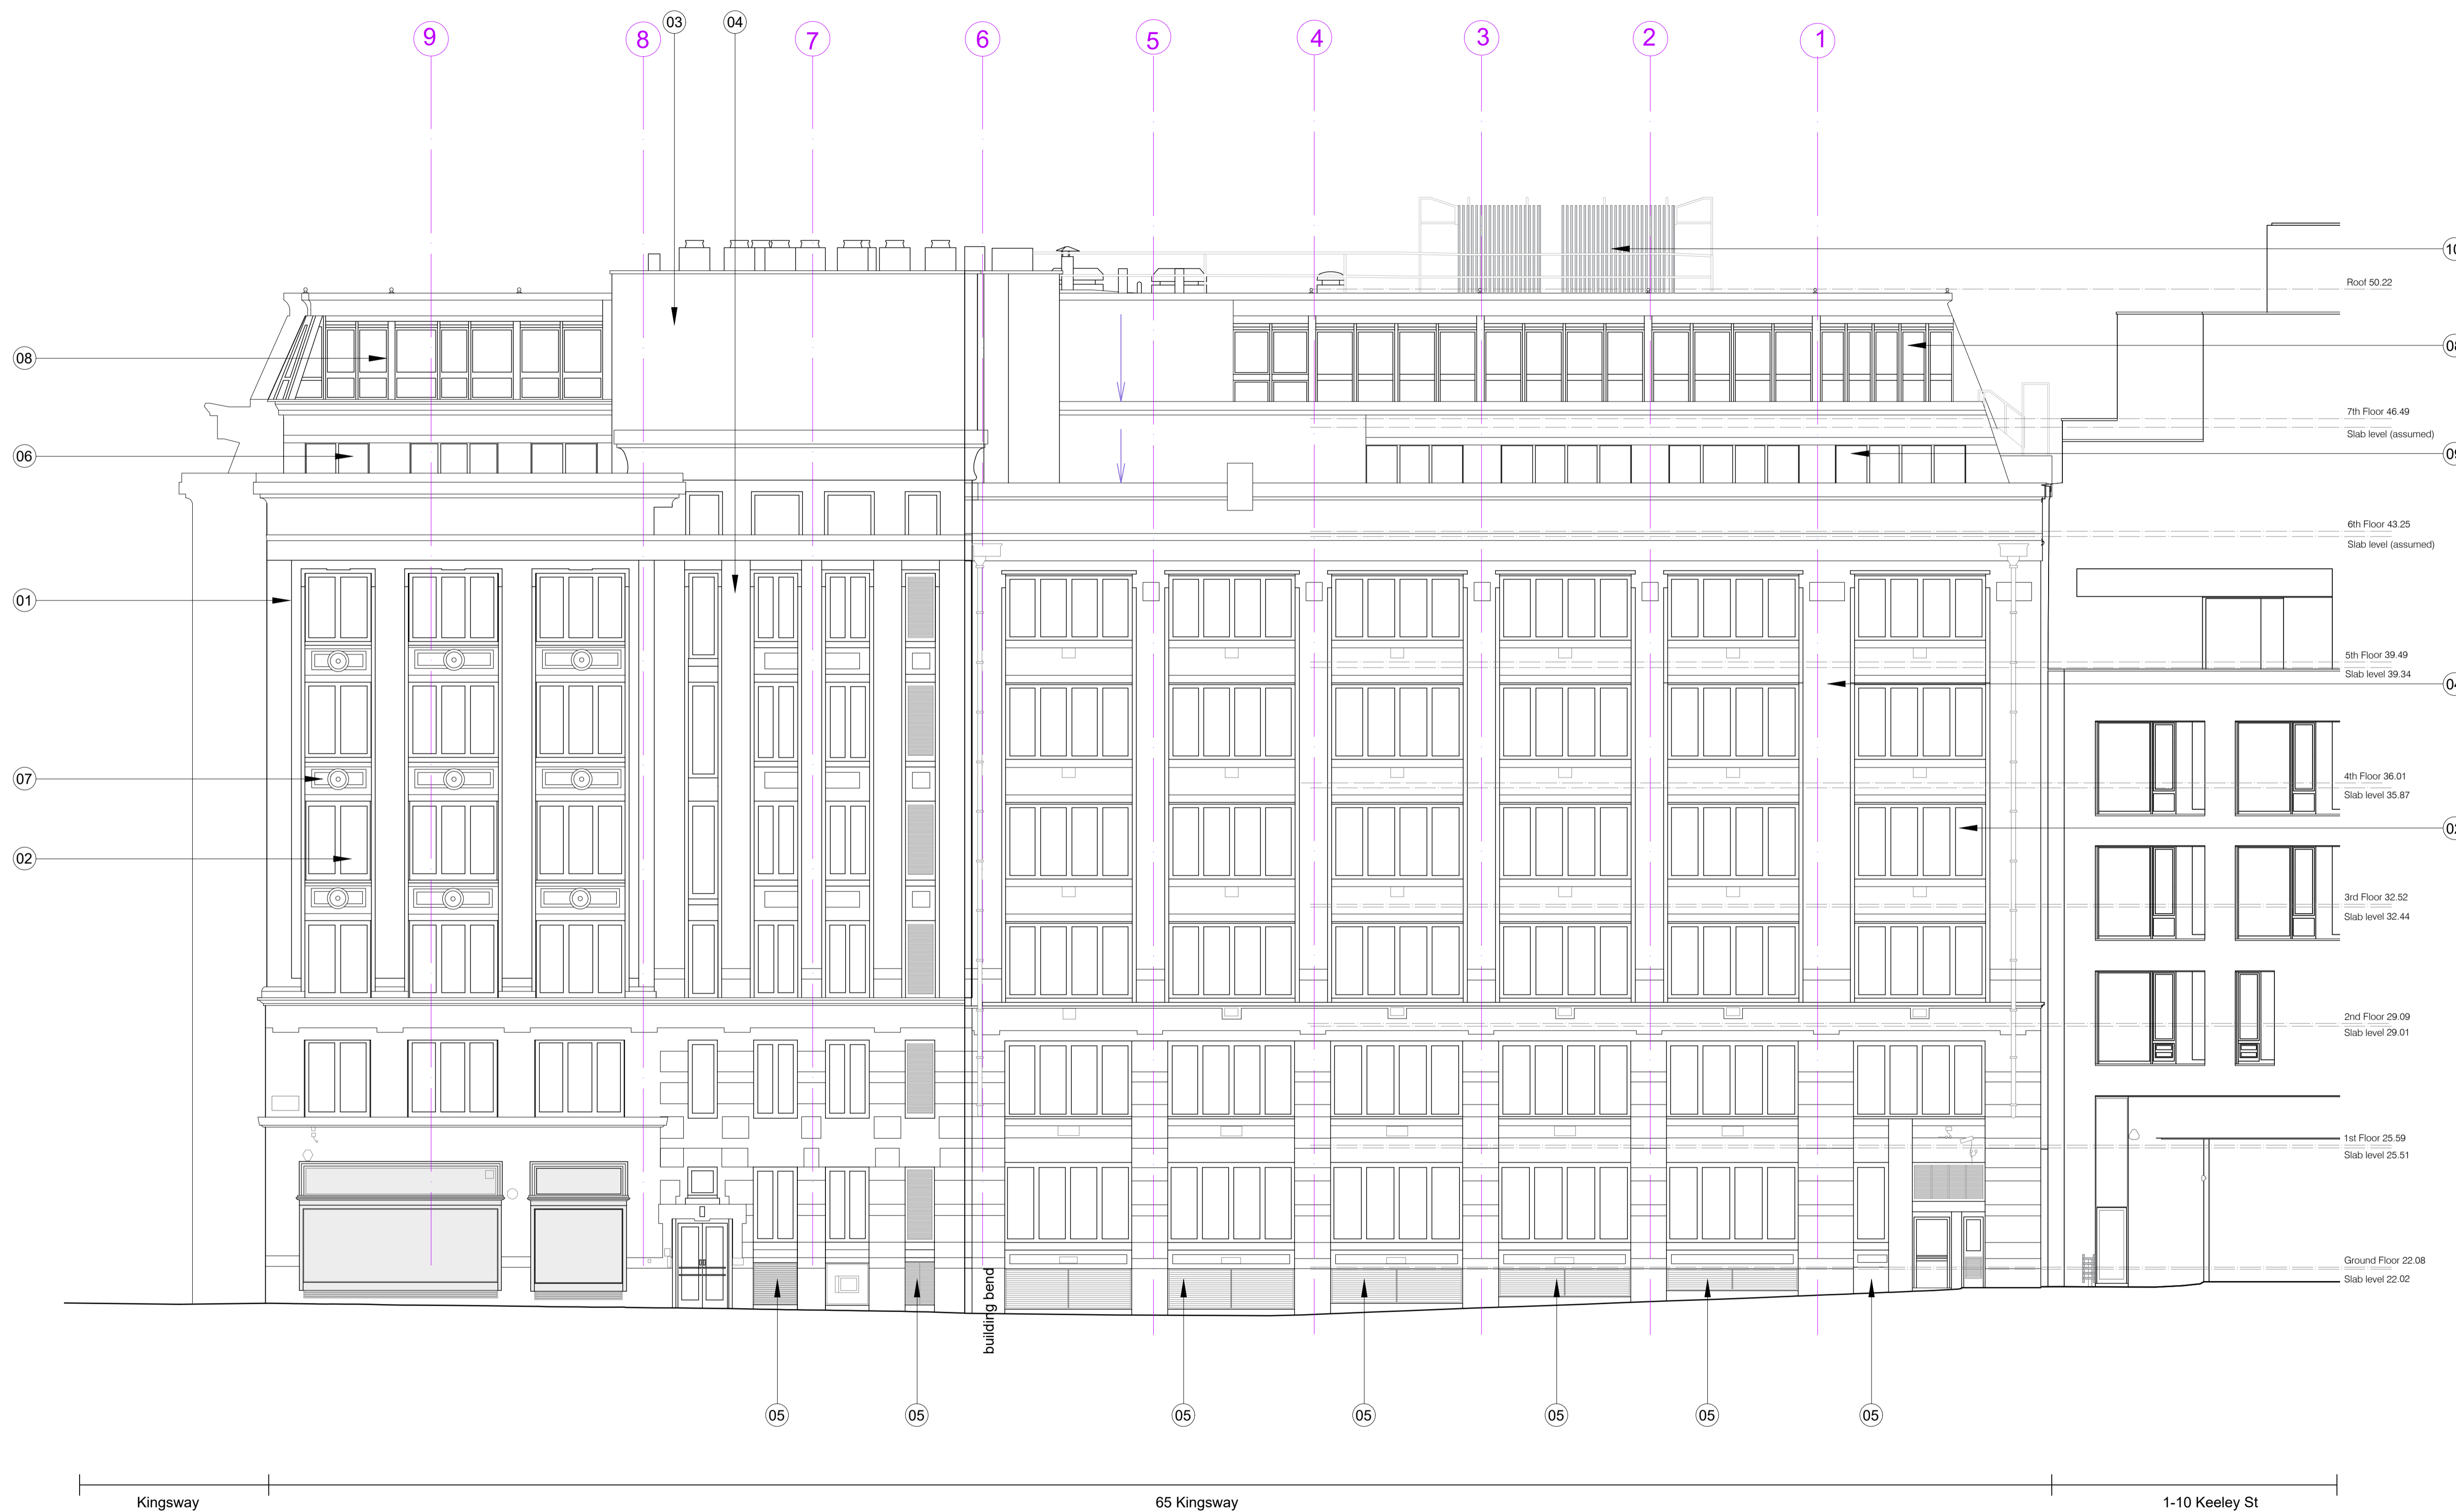 03
04
9
8
7
6
5
4
3
2
1
10
Roof 50.22
08
08
7th Floor 46.49
Slab level (assumed)
06
09
6th Floor 43.25
Slab level (assumed)
01
5th Floor 39.49
Slab level 39.34
04
07
4th Floor 36.01
Slab level 35.87
02
02
3rd Floor 32.52
Slab level 32.44
2nd Floor 29.09
Slab level 29.01
1st Floor 25.59
Slab level 25.51
Ground Floor 22.08
Slab level 22.02
building bend
05
05
05
05
05
05
05
Kingsway
65 Kingsway
1-10 Keeley St